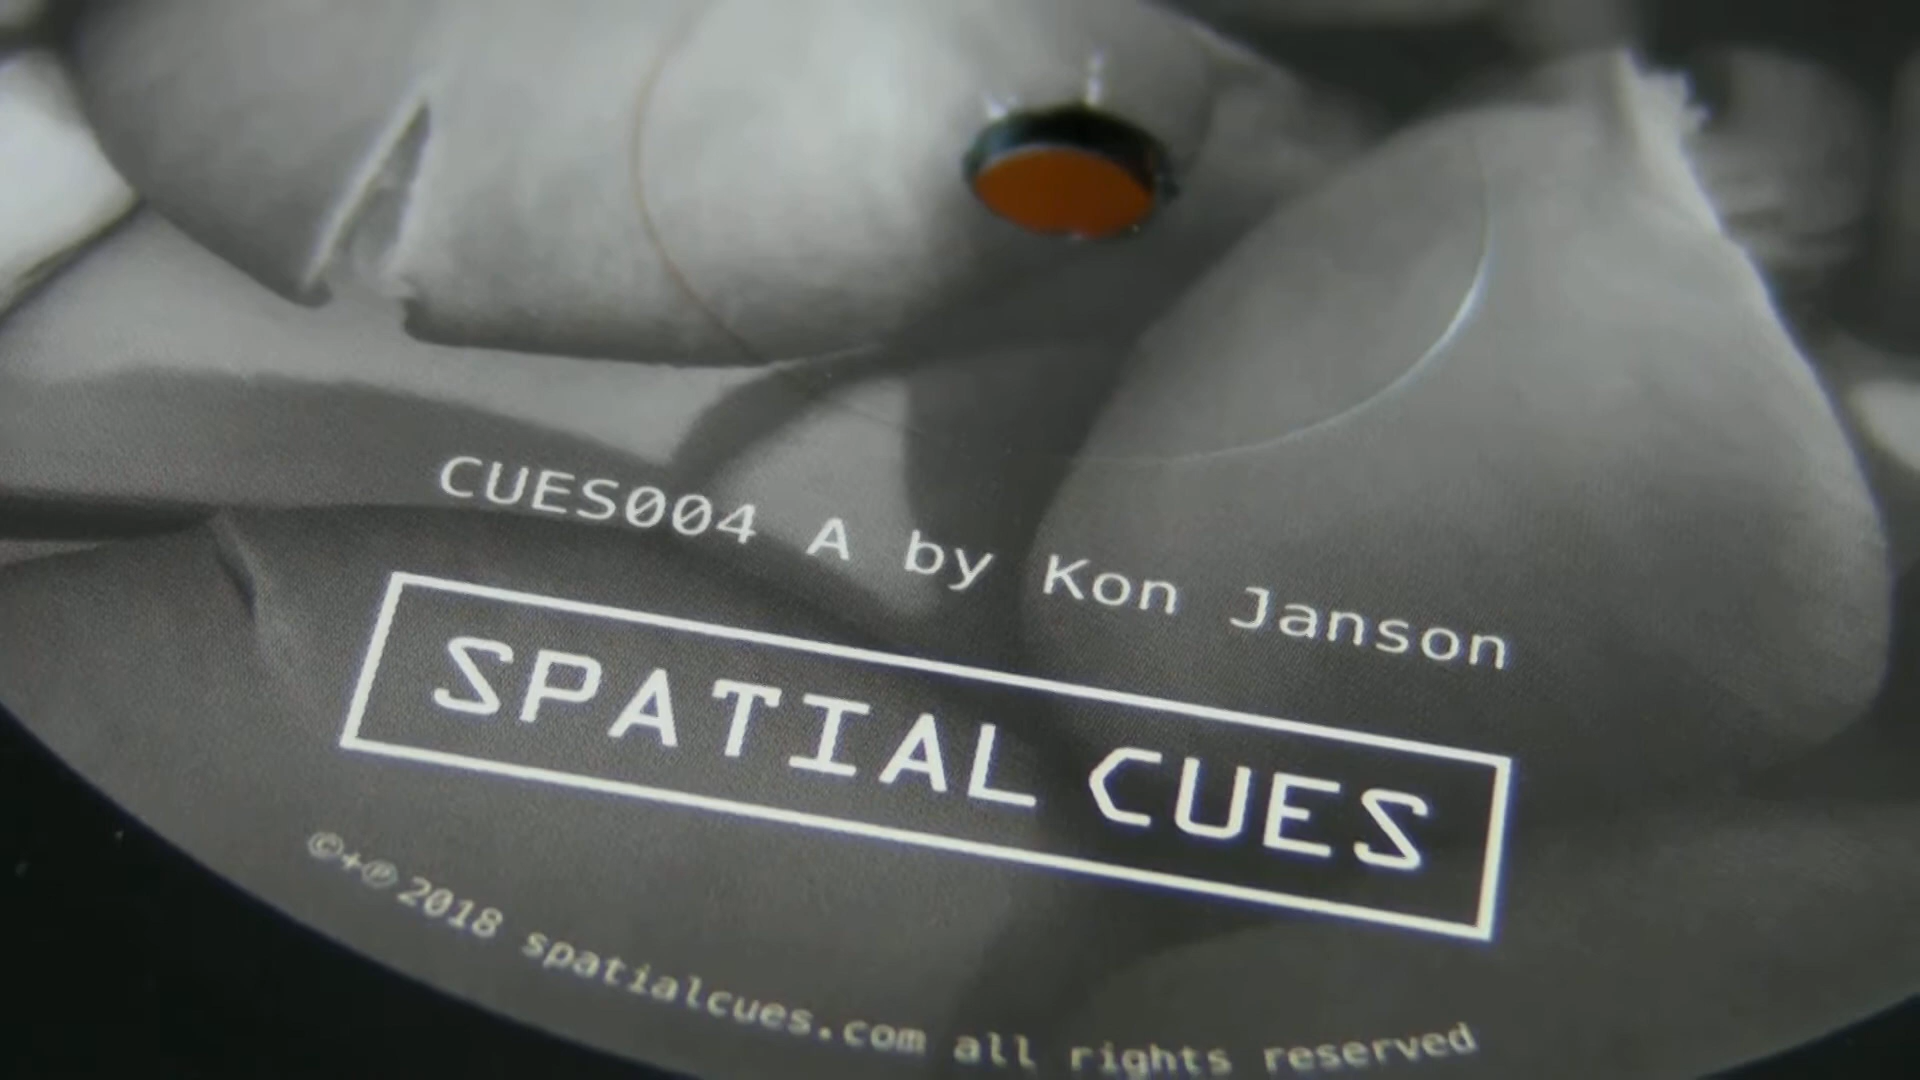 CUES004 A by Kon Janson
SPATIAL CUES
©+℗ 2018 spatialcues.com all rights reserved